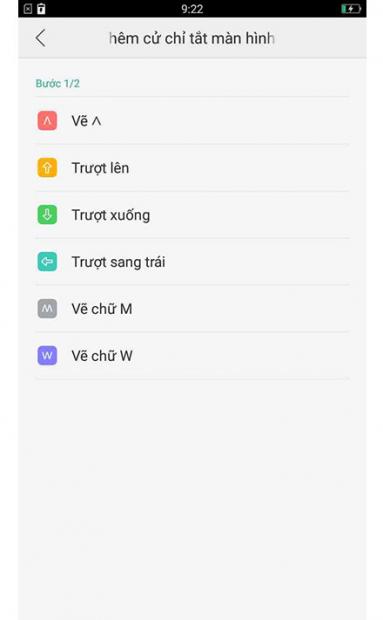 9:22
hêm cử chỉ tắt màn hình
Bước 1/2
Vẽ ᐱ
Trượt lên
Trượt xuống
Trượt sang trái
M Vẽ chữ M
W Vẽ chữ W